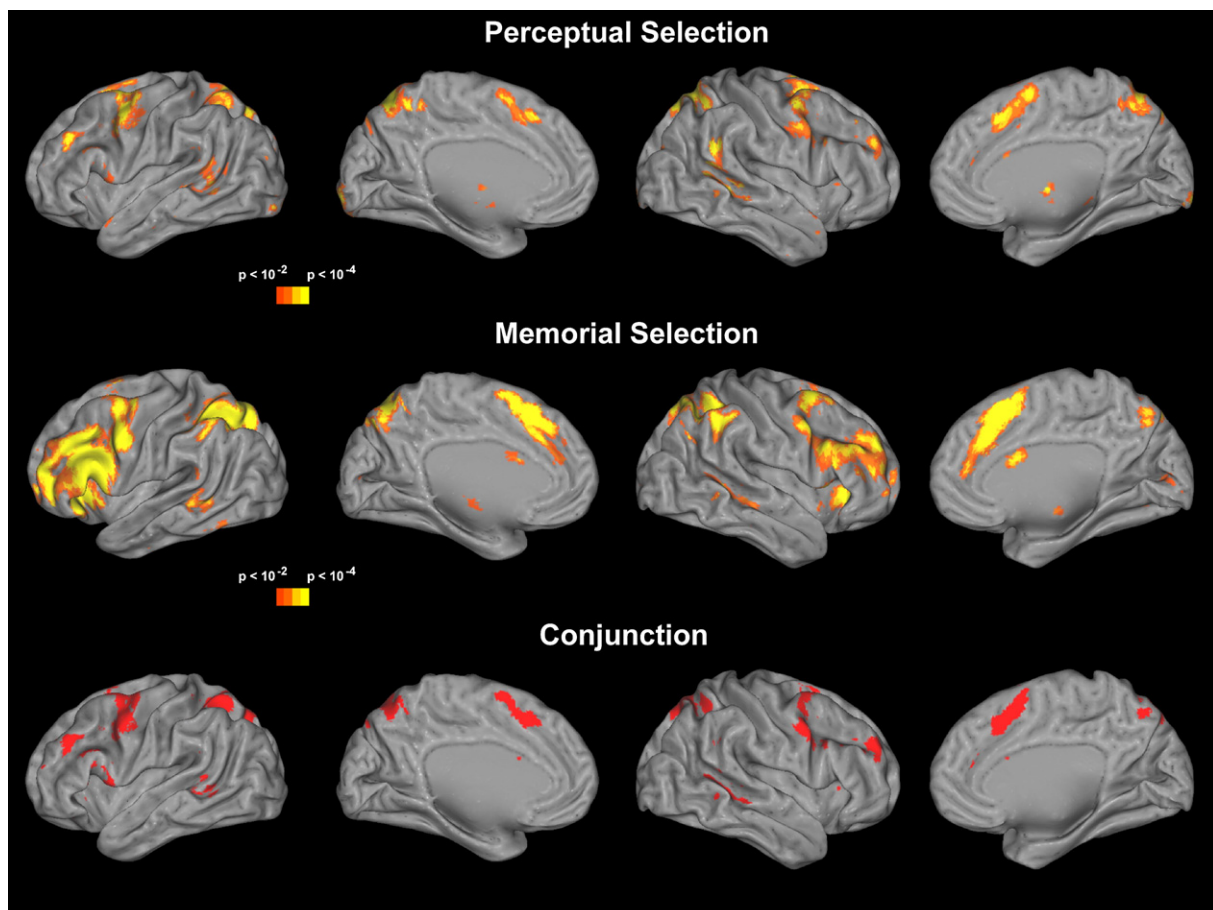 Perceptual Selection
p < 10-2 p < 10-4
Memorial Selection
p < 10-2 p < 10-4
Conjunction